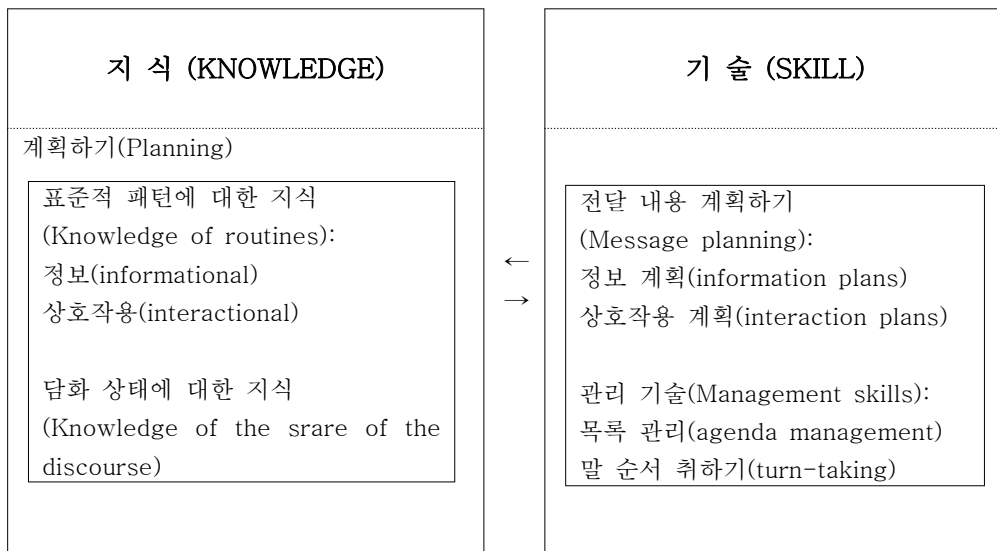 지 식 (KNOWLEDGE)
계획하기(Planning)
표준적 패턴에 대한 지식
(Knowledge of routines):
정보(informational)
상호작용(interactional)
담화 상태에 대한 지식
(Knowledge of the srare of the
discourse)
←
→
기 술 (SKILL)
전달 내용 계획하기
(Message planning):
정보 계획(information plans)
상호작용 계획(interaction plans)
관리 기술(Management skills):
목록 관리(agenda management)
말 순서 취하기(turn-taking)